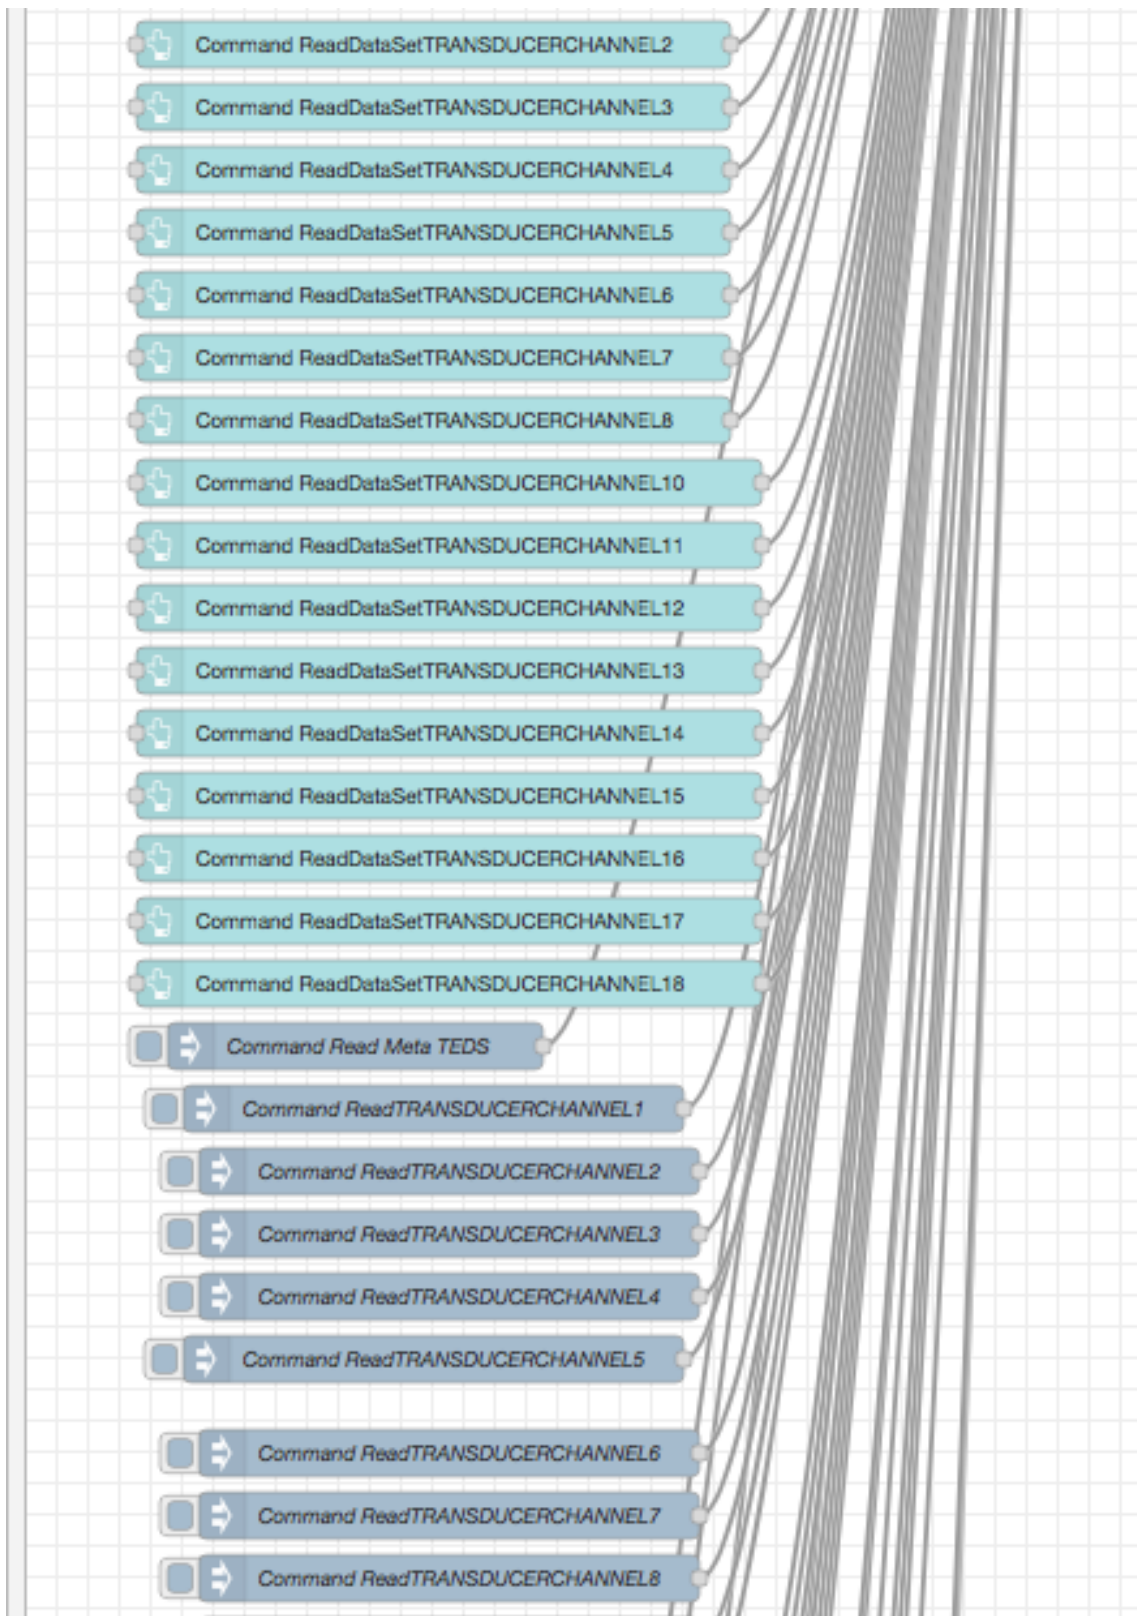 Command ReadDataSetTRANSDUCERCHANNEL2
Command ReadDataSetTRANSDUCERCHANNEL3
Command ReadDataSetTRANSDUCERCHANNEL4
Command ReadDataSetTRANSDUCERCHANNEL5
Command ReadDataSetTRANSDUCERCHANNEL6
Command ReadDataSetTRANSDUCERCHANNEL7
Command ReadDataSetTRANSDUCERCHANNEL8
Command ReadDataSetTRANSDUCERCHANNEL10
Command ReadDataSetTRANSDUCERCHANNEL11
Command ReadDataSetTRANSDUCERCHANNEL12
Command ReadDataSetTRANSDUCERCHANNEL13
Command ReadDataSetTRANSDUCERCHANNEL14
Command ReadDataSetTRANSDUCERCHANNEL15
Command ReadDataSetTRANSDUCERCHANNEL16
Command ReadDataSetTRANSDUCERCHANNEL17
Command ReadDataSetTRANSDUCERCHANNEL18
Command Read Meta TEDS
Command ReadTRANSDUCERCHANNEL1
Command ReadTRANSDUCERCHANNEL2
Command ReadTRANSDUCERCHANNEL3
Command ReadTRANSDUCERCHANNEL4
Command ReadTRANSDUCERCHANNEL5
Command ReadTRANSDUCERCHANNEL6
Command ReadTRANSDUCERCHANNEL7
Command ReadTRANSDUCERCHANNEL8